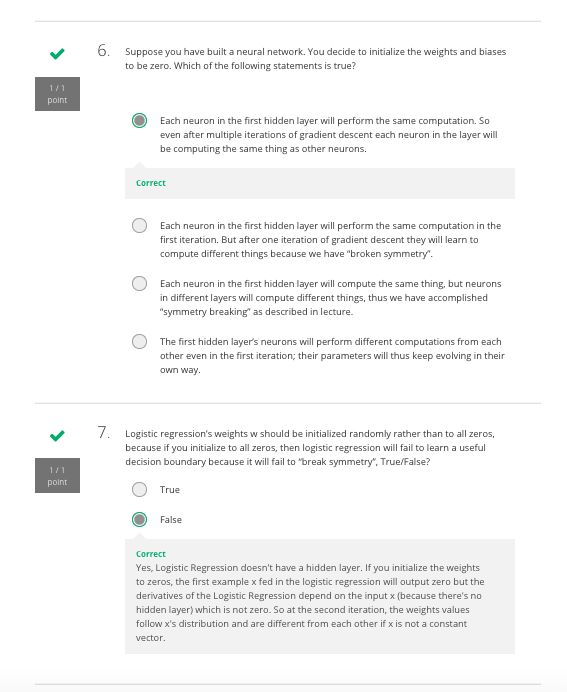 6. Suppose you have built a neural network. You decide to initialize the weights and biases
to be zero. Which of the following statements is true?
1 / 1
point
Each neuron in the first hidden layer will perform the same computation. So
even after multiple iterations of gradient descent each neuron in the layer will
be computing the same thing as other neurons.
Correct
Each neuron in the first hidden layer will perform the same computation in the
first iteration. But after one iteration of gradient descent they will learn to
compute different things because we have "broken symmetry".
Each neuron in the first hidden layer will compute the same thing, but neurons
in different layers will compute different things, thus we have accomplished
"symmetry breaking" as described in lecture.
The first hidden layer's neurons will perform different computations from each
other even in the first iteration; their parameters will thus keep evolving in their
own way.
7. Logistic regression's weights w should be initialized randomly rather than to all zeros,
because if you initialize to all zeros, then logistic regression will fail to learn a useful
decision boundary because it will fail to "break symmetry", True/False?
1 / 1
point
True
False
Correct
Yes, Logistic Regression doesn't have a hidden layer. If you initialize the weights
to zeros, the first example x fed in the logistic regression will output zero but the
derivatives of the Logistic Regression depend on the input x (because there's no
hidden layer) which is not zero. So at the second iteration, the weights values
follow x's distribution and are different from each other if x is not a constant
vector.